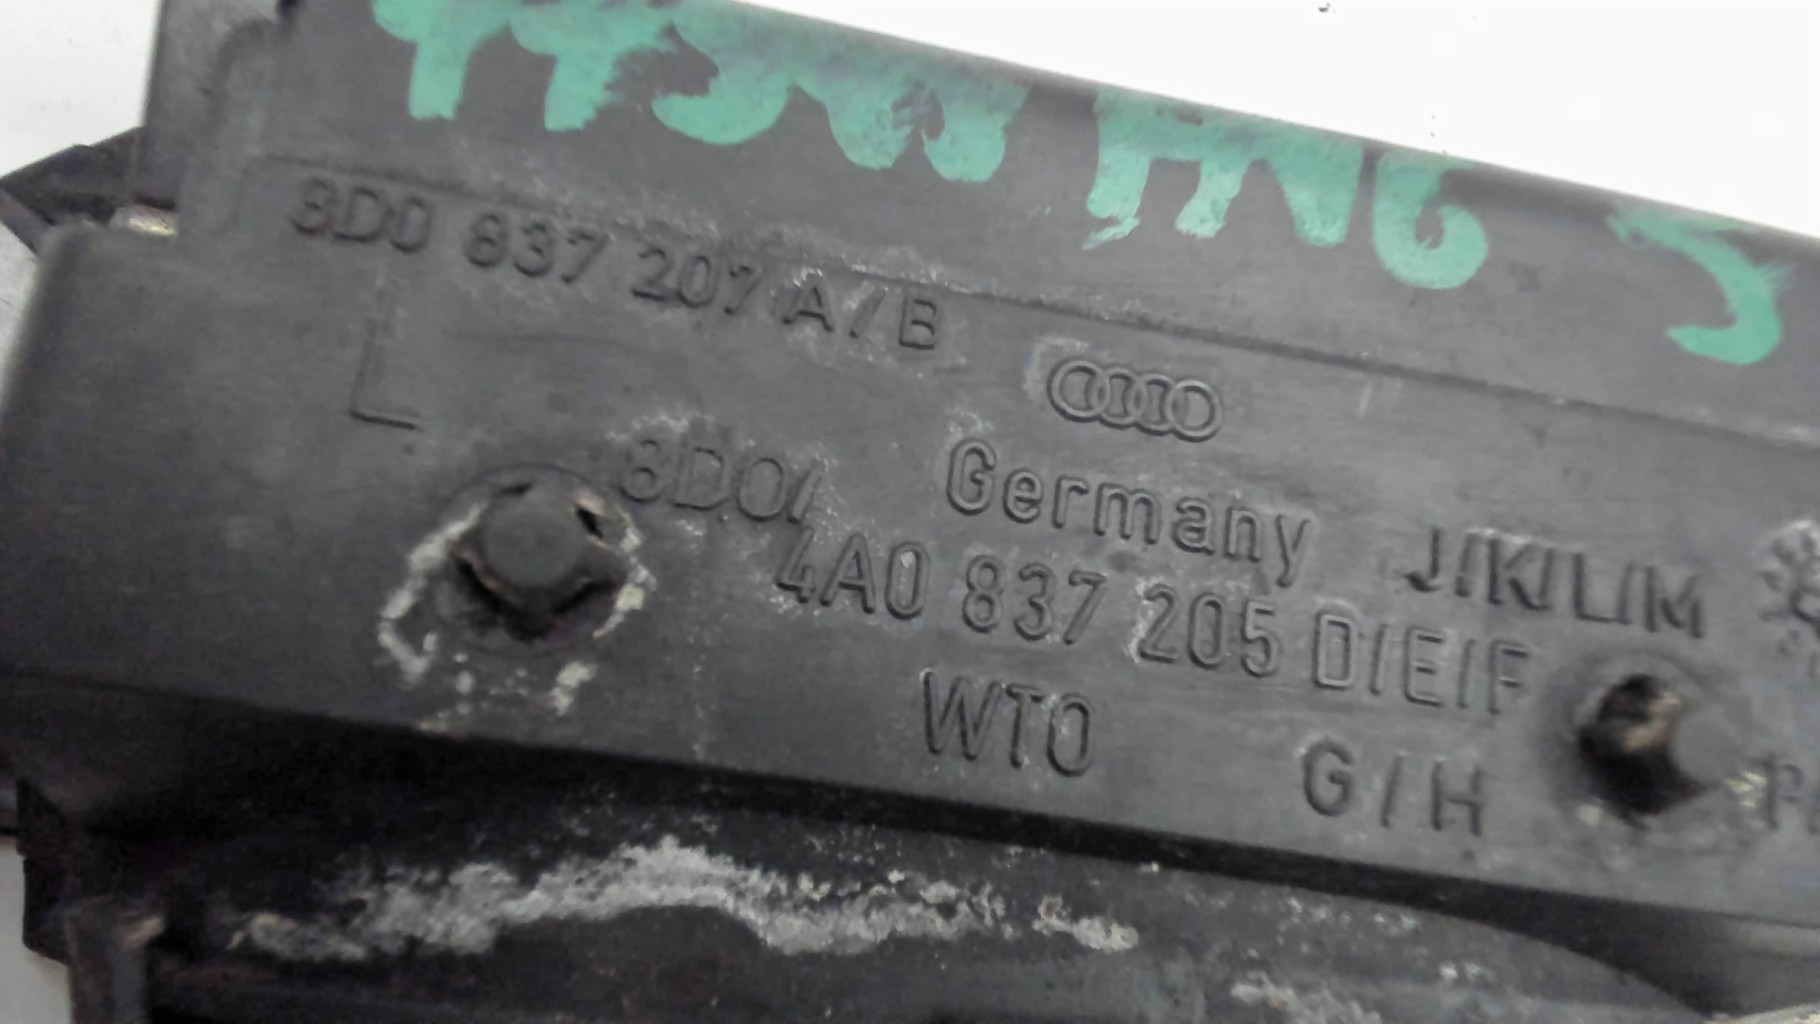 8D0 837 207 A/B
L
8D0/ Germany J/K/L/M
4A0 837 205 D/E/F
WTO G/H